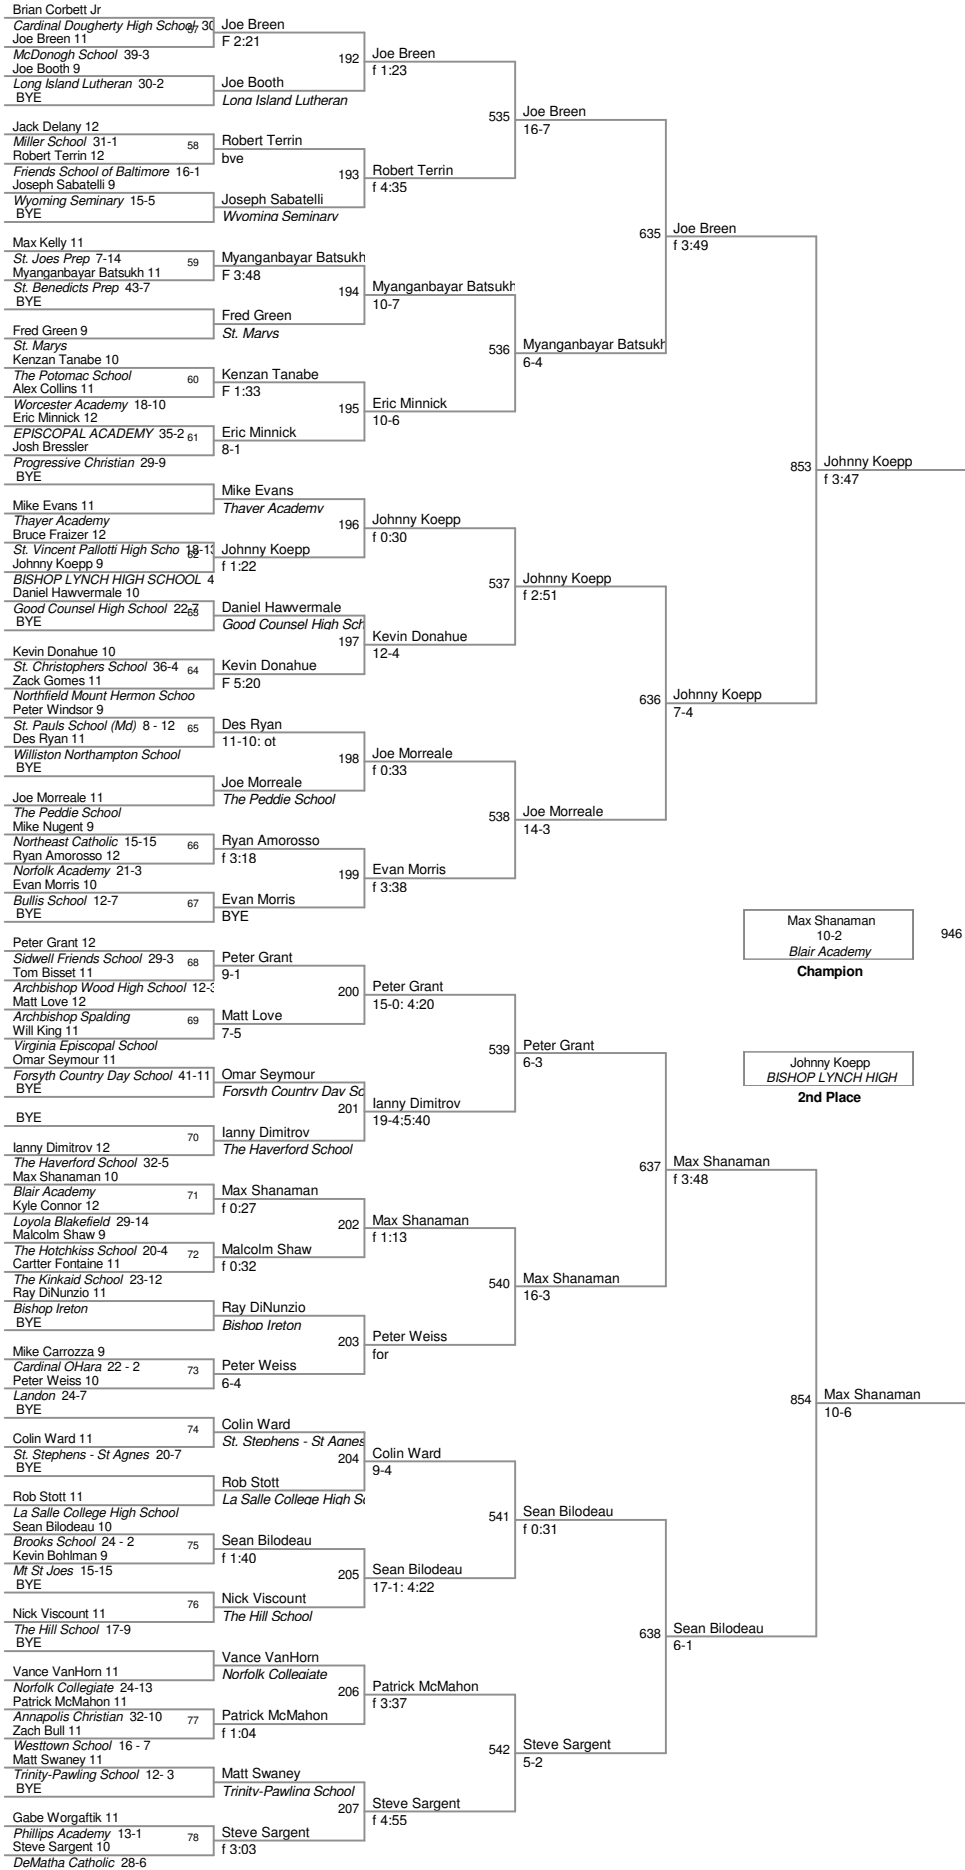 Brian Corbett Jr
Cardinal Dougherty High School 30
57
Joe Breen 11
McDonogh School 39-3
Joe Booth 9
Long Island Lutheran 30-2
BYE
Jack Delany 12
Miller School 31-1
58
Robert Terrin 12
Friends School of Baltimore 16-1
Joseph Sabatelli 9
Wyoming Seminary 15-5
BYE
Max Kelly 11
St. Joes Prep 7-14
59
Myanganbayar Batsukh 11
St. Benedicts Prep 43-7
BYE
Fred Green 9
St. Marys
Kenzan Tanabe 10
The Potomac School
60
Alex Collins 11
Worcester Academy 18-10
Eric Minnick 12
EPISCOPAL ACADEMY 35-2
61
Josh Bressler
Progressive Christian 29-9
BYE
Mike Evans 11
Thayer Academy
Bruce Fraizer 12
St. Vincent Pallotti High Scho 18-13
62
Johnny Koepp 9
BISHOP LYNCH HIGH SCHOOL 4
Daniel Hawvermale 10
Good Counsel High School 22-7
63
BYE
Kevin Donahue 10
St. Christophers School 36-4
64
Zack Gomes 11
Northfield Mount Hermon Schoo
Peter Windsor 9
St. Pauls School (Md) 8 - 12
65
Des Ryan 11
Williston Northampton School
BYE
Joe Morreale 11
The Peddie School
Mike Nugent 9
Northeast Catholic 15-15
66
Ryan Amorosso 12
Norfolk Academy 21-3
Evan Morris 10
Bullis School 12-7
67
BYE
Peter Grant 12
Sidwell Friends School 29-3
68
Tom Bisset 11
Archbishop Wood High School 12-3
Matt Love 12
Archbishop Spalding
69
Will King 11
Virginia Episcopal School
Omar Seymour 11
Forsyth Country Day School 41-11
BYE
BYE
70
Ianny Dimitrov 12
The Haverford School 32-5
Max Shanaman 10
Blair Academy
71
Kyle Connor 12
Loyola Blakefield 29-14
Malcolm Shaw 9
The Hotchkiss School 20-4
72
Cartter Fontaine 11
The Kinkaid School 23-12
Ray DiNunzio 11
Bishop Ireton
BYE
Mike Carrozza 9
Cardinal OHara 22 - 2
73
Peter Weiss 10
Landon 24-7
BYE
74
Colin Ward 11
St. Stephens - St Agnes 20-7
BYE
Rob Stott 11
La Salle College High School
Sean Bilodeau 10
Brooks School 24 - 2
75
Kevin Bohlman 9
Mt St Joes 15-15
BYE
76
Nick Viscount 11
The Hill School 17-9
BYE
Vance VanHorn 11
Norfolk Collegiate 24-13
Patrick McMahon 11
Annapolis Christian 32-10
77
Zach Bull 11
Westtown School 16 - 7
Matt Swaney 11
Trinity-Pawling School 12- 3
BYE
Gabe Worgaftik 11
Phillips Academy 13-1
78
Steve Sargent 10
DeMatha Catholic 28-6
Joe Breen
F 2:21
192
Joe Booth
Long Island Lutheran
Robert Terrin
bye
193
Joseph Sabatelli
Wyoming Seminary
Myanganbayar Batsukh
F 3:48
194
Fred Green
St. Marys
Kenzan Tanabe
F 1:33
195
Eric Minnick
8-1
Mike Evans
Thayer Academy
196
Johnny Koepp
f 1:22
Daniel Hawvermale
Good Counsel High Sch
197
Kevin Donahue
F 5:20
Des Ryan
11-10: ot
198
Joe Morreale
The Peddie School
Ryan Amorosso
f 3:18
199
Evan Morris
BYE
Peter Grant
9-1
200
Matt Love
7-5
Omar Seymour
Forsyth Country Day Sc
201
Ianny Dimitrov
The Haverford School
Max Shanaman
f 0:27
202
Malcolm Shaw
f 0:32
Ray DiNunzio
Bishop Ireton
203
Peter Weiss
6-4
Colin Ward
St. Stephens - St Agnes
204
Rob Stott
La Salle College High Sc
Sean Bilodeau
f 1:40
205
Nick Viscount
The Hill School
Vance VanHorn
Norfolk Collegiate
206
Patrick McMahon
f 1:04
Matt Swaney
Trinity-Pawling School
207
Steve Sargent
f 3:03
Joe Breen
f 1:23
535
Robert Terrin
f 4:35
Myanganbayar Batsukh
10-7
536
Eric Minnick
10-6
Johnny Koepp
f 0:30
537
Kevin Donahue
12-4
Joe Morreale
f 0:33
538
Evan Morris
f 3:38
Peter Grant
15-0: 4:20
539
Ianny Dimitrov
19-4:5:40
Max Shanaman
f 1:13
540
Peter Weiss
for
Colin Ward
9-4
541
Sean Bilodeau
17-1: 4:22
Patrick McMahon
f 3:37
542
Steve Sargent
f 4:55
Joe Breen
16-7
635
Myanganbayar Batsukh
6-4
Johnny Koepp
f 2:51
636
Joe Morreale
14-3
Peter Grant
6-3
637
Max Shanaman
16-3
Sean Bilodeau
f 0:31
638
Steve Sargent
5-2
Joe Breen
f 3:49
853
Johnny Koepp
7-4
Max Shanaman
f 3:48
854
Sean Bilodeau
6-1
Johnny Koepp
f 3:47
946
Max Shanaman
10-6
Max Shanaman
10-2
Blair Academy
Champion
Johnny Koepp
BISHOP LYNCH HIGH
2nd Place